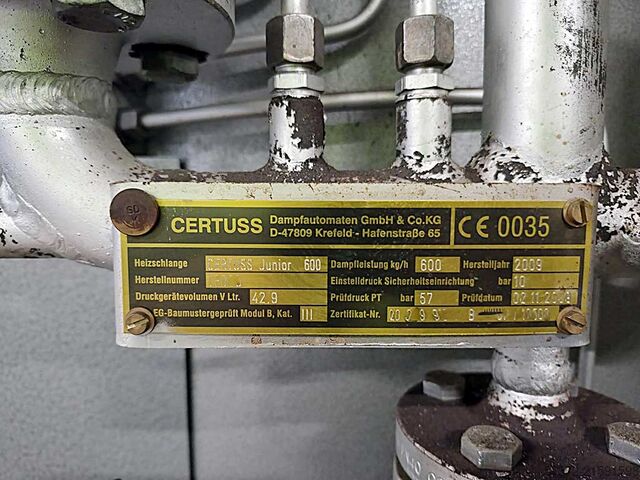 CERTUSS Dampfautomaten GmbH & Co.KG
D-47809 Krefeld - Hafenstraße 65
CE 0035
Heizschlange CERTUSS Junior 600 Dampfleistung kg/h 600 Herstelljahr 2009
Herstellnummer Einstelldruck Sicherheitseinrichtung bar 10
Druckgerätevolumen V Ltr. 42.9 Prüfdruck PT bar 57 Prüfdatum
EG-Baumustergeprüft Modul B, Kat. III Zertifikat-Nr.